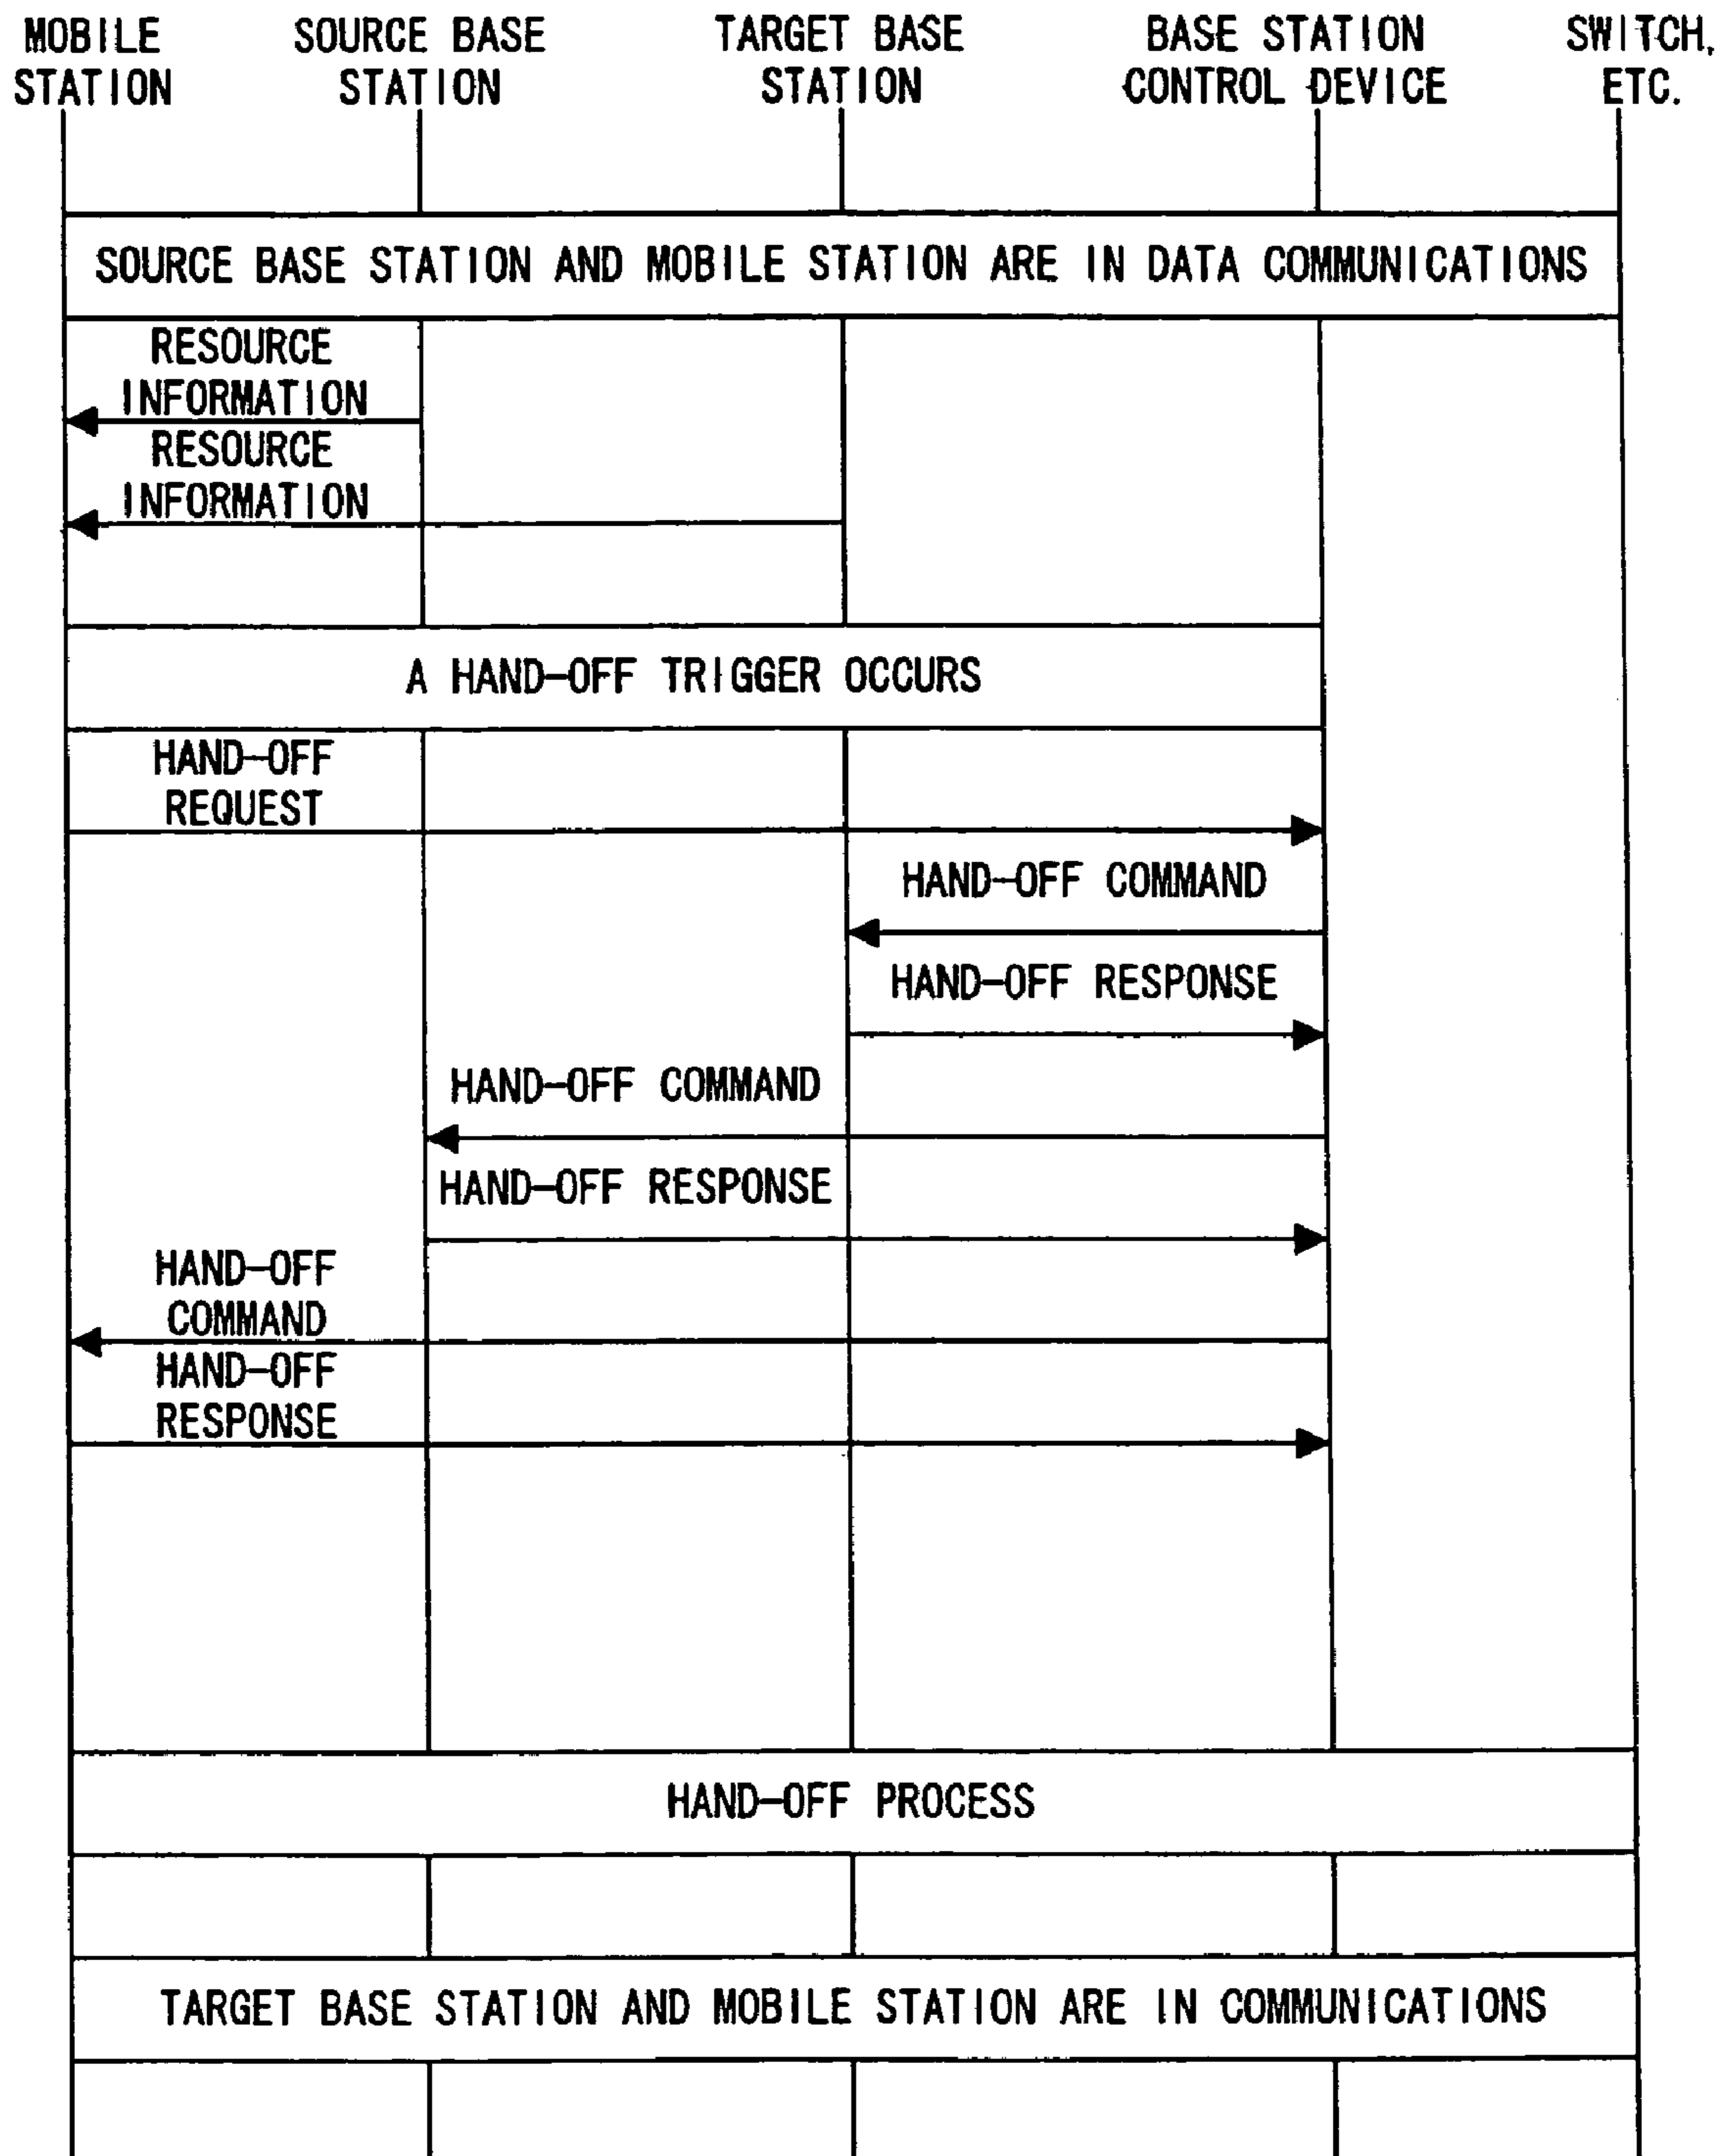 MOBILE STATION
SOURCE BASE STATION
TARGET BASE STATION
BASE STATION CONTROL DEVICE
SWITCH, ETC.
SOURCE BASE STATION AND MOBILE STATION ARE IN DATA COMMUNICATIONS
RESOURCE
INFORMATION
RESOURCE
INFORMATION
A HAND-OFF TRIGGER OCCURS
HAND-OFF
REQUEST
HAND-OFF COMMAND
HAND-OFF RESPONSE
HAND-OFF COMMAND
HAND-OFF RESPONSE
HAND-OFF
COMMAND
HAND-OFF
RESPONSE
HAND-OFF PROCESS
TARGET BASE STATION AND MOBILE STATION ARE IN COMMUNICATIONS